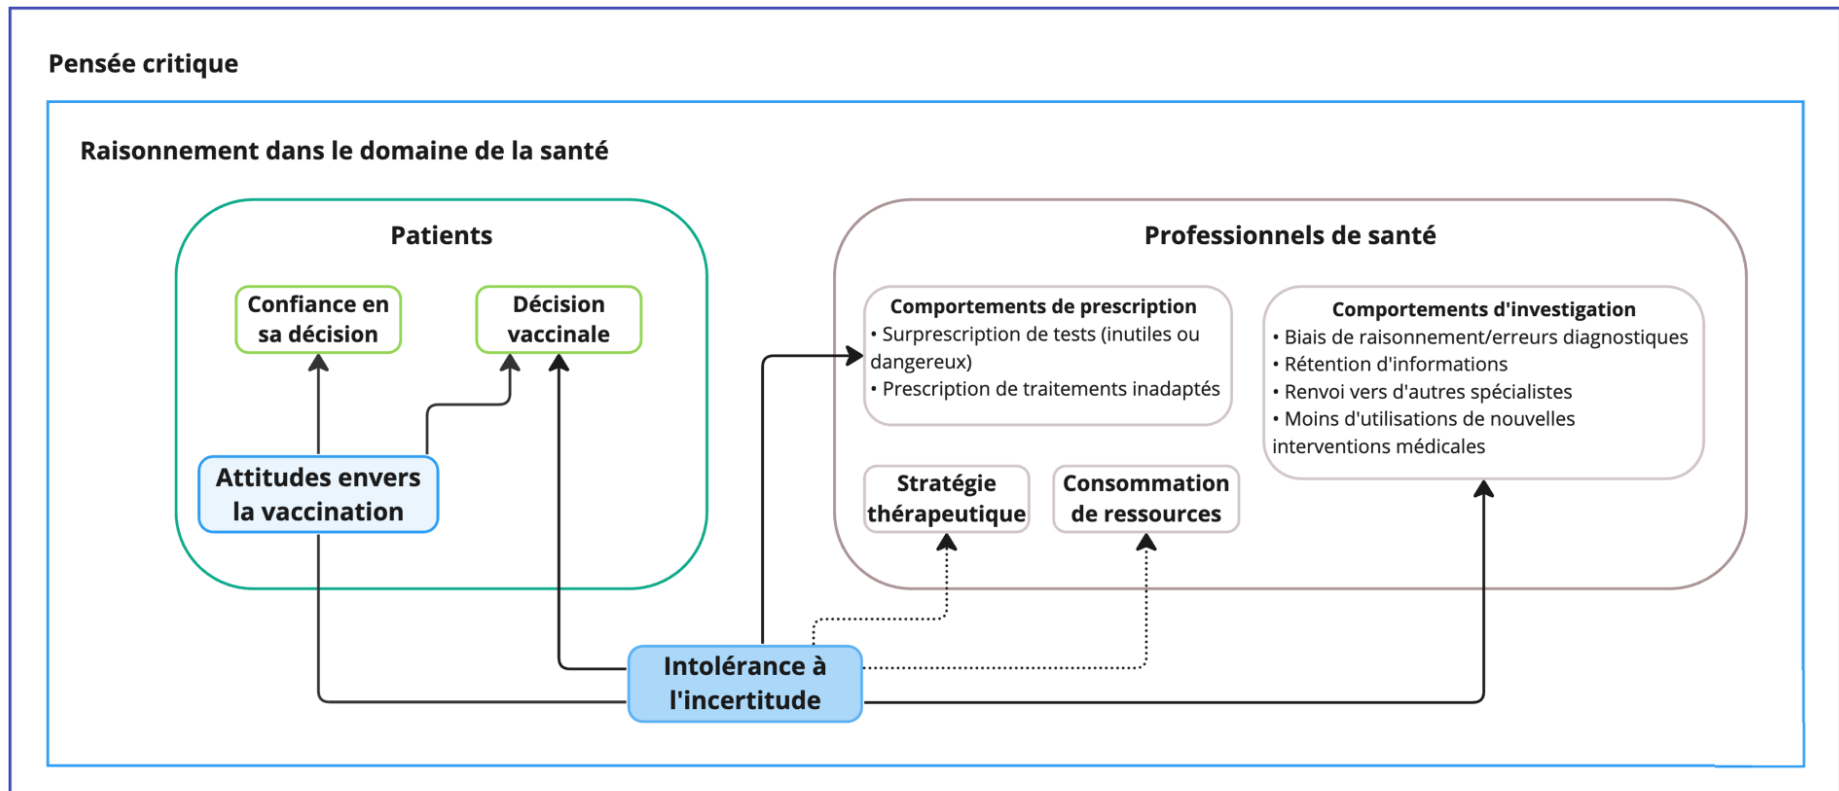 Pensée critique
Raisonnement dans le domaine de la santé
Patients
Confiance en
sa décision
Décision
vaccinale
Attitudes envers
la vaccination
Professionnels de santé
Comportements de prescription
• Surprescription de tests (inutiles ou
dangereux)
• Prescription de traitements inadaptés
Comportements d'investigation
• Biais de raisonnement/erreurs diagnostiques
• Rétention d'informations
• Renvoi vers d'autres spécialistes
• Moins d'utilisations de nouvelles
interventions médicales
Stratégie
thérapeutique
Consommation
de ressources
Intolérance à
l'incertitude